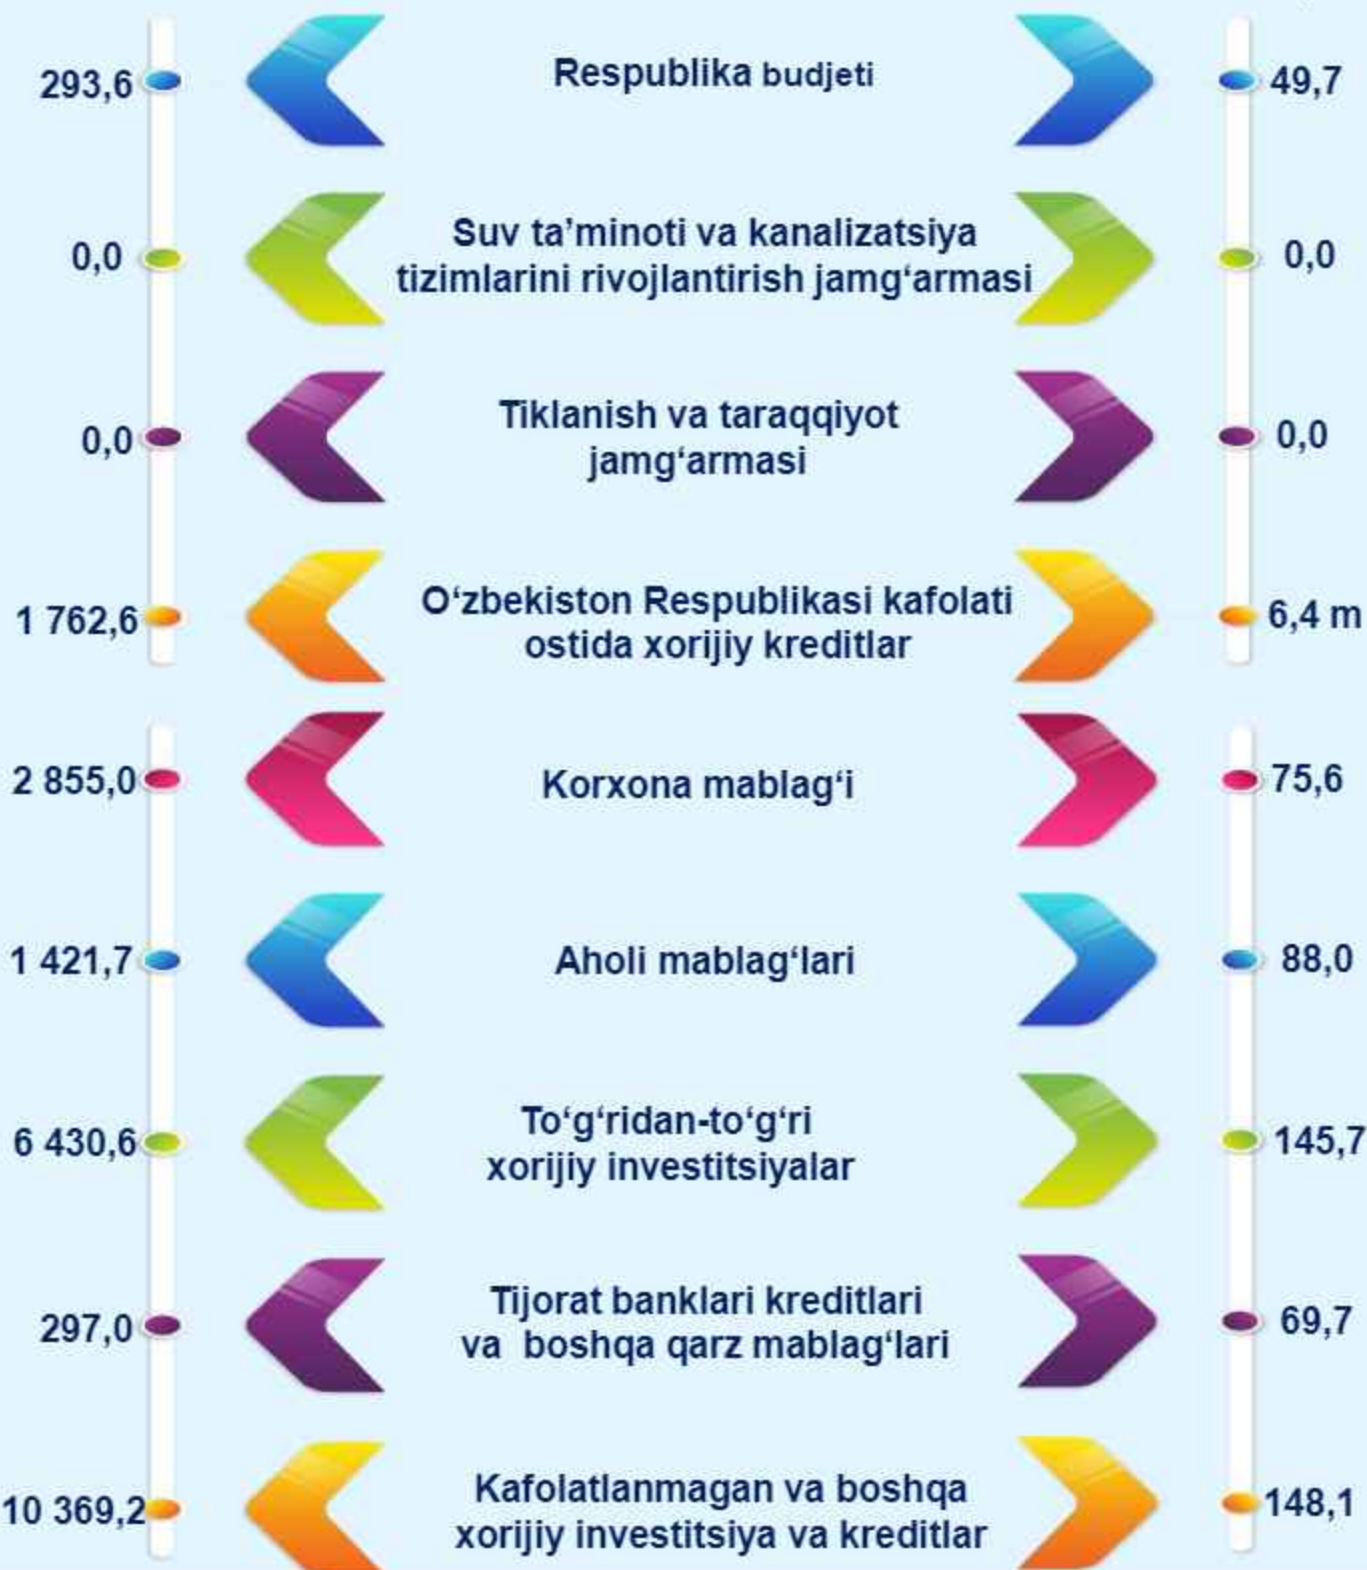 293,6 Respublika budjeti 49,7
Suv ta’minoti va kanalizatsiya
0,0 tizimlarini rivojlantirish jamg‘armasi 0,0
Tiklanish va taraqqiyot
0,0 jamg‘armasi 0,0
O‘zbekiston Respublikasi kafolati
1 762,6 ostida xorijiy kreditlar 6,4 m
2 855,0 Korxona mablag‘i 75,6
1 421,7 Aholi mablag‘lari 88,0
To‘g‘ridan-to‘g‘ri
6 430,6 xorijiy investitsiyalar 145,7
Tijorat banklari kreditlari
297,0 va boshqa qarz mablag‘lari 69,7
Kafolatlanmagan va boshqa
10 369,2 xorijiy investitsiya va kreditlar 148,1